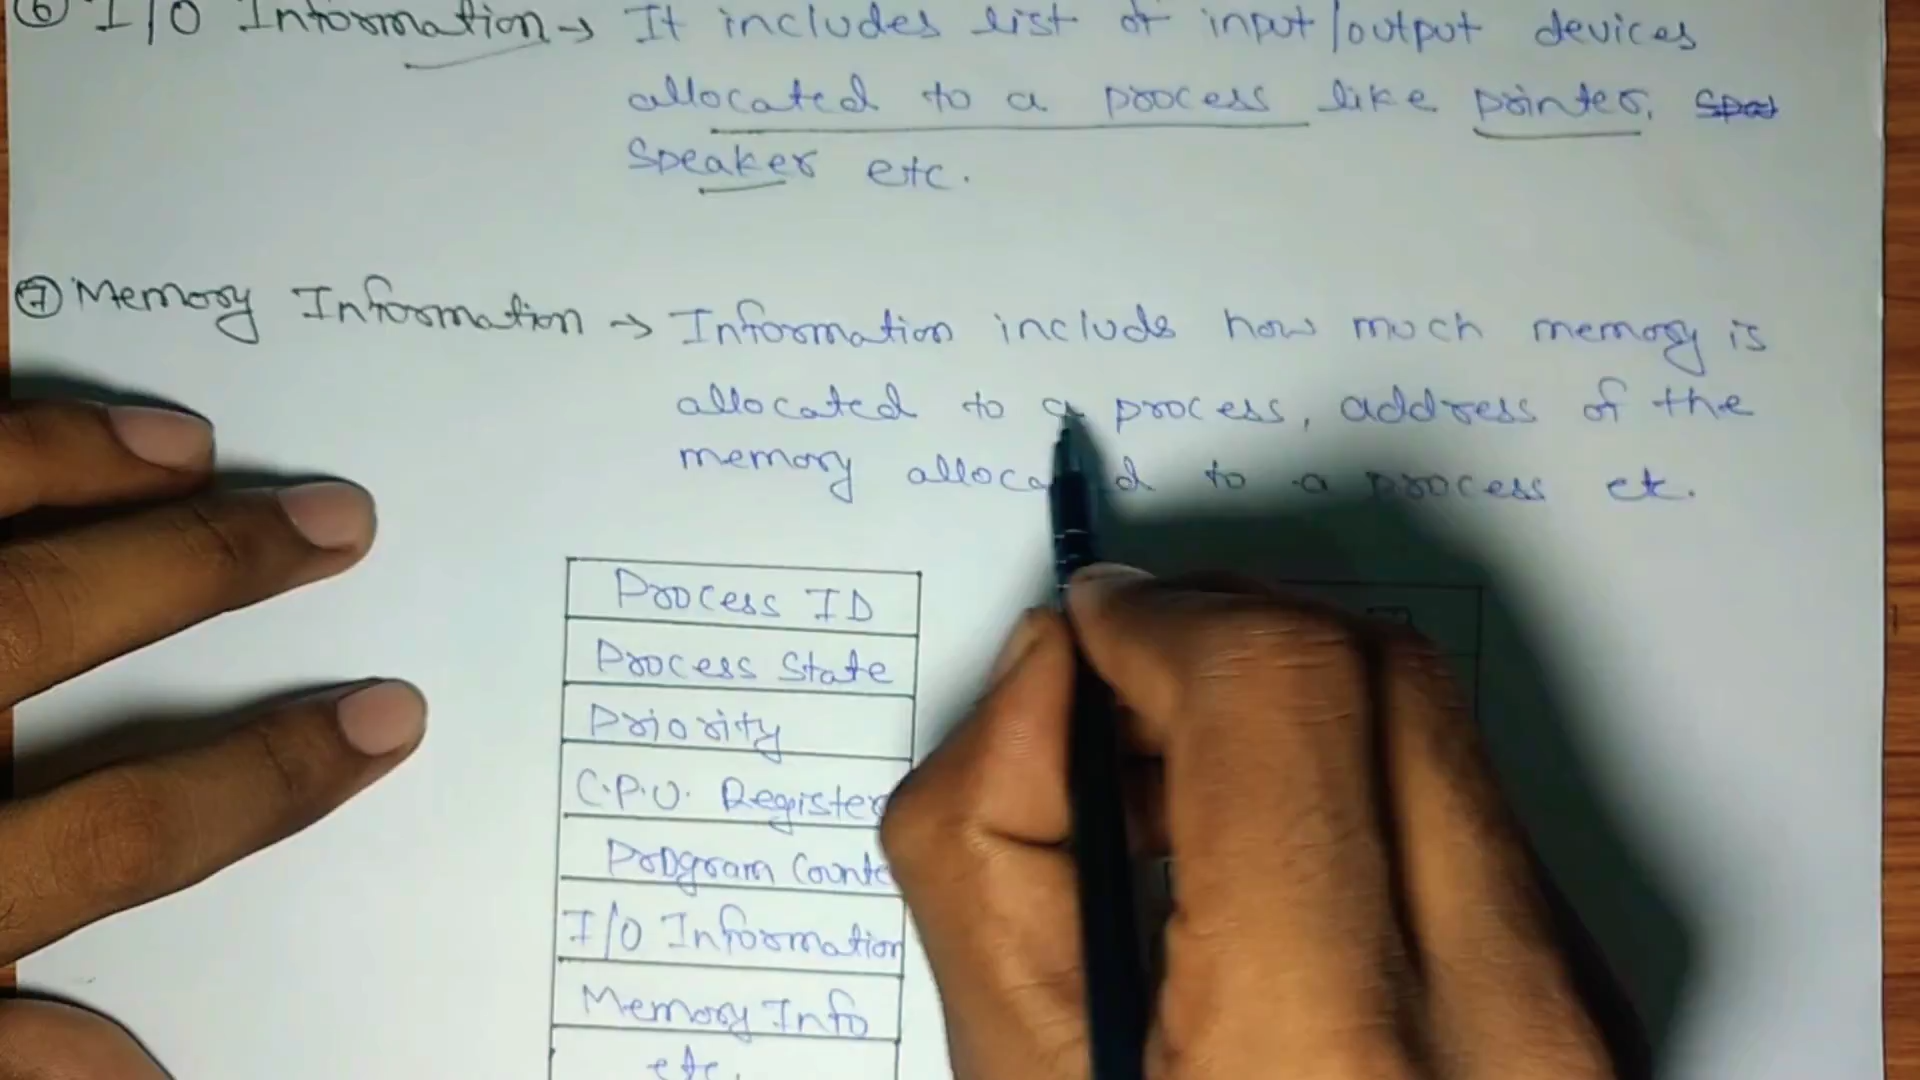 ⑥ I/O Information → It includes list of input/output devices
allocated to a process like printer,
speaker etc.
⑦ Memory Information → Information include how much memory is
allocated to a process, address of the
memory alloca d to a process etc.
Process ID
Process State
Priority
C.P.U. Register
Program Counte
I/O Information
Memory Info
etc.